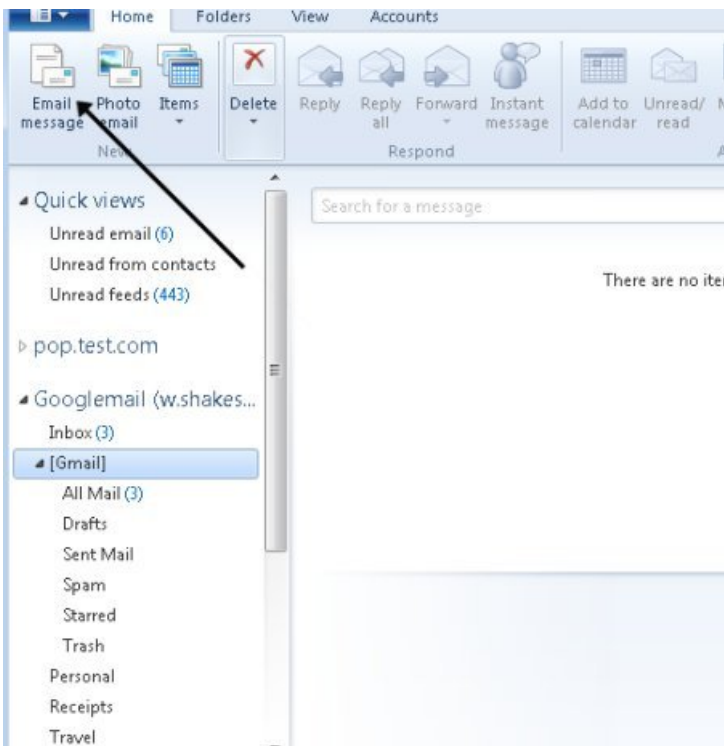 Home Folders View Accounts
Email message
Photo email
Items
Delete
Reply
Reply all
Forward
Instant message
Add to calendar
Unread/ read
New
Respond
Quick views
Unread email (6)
Unread from contacts
Unread feeds (443)
pop.test.com
Googlemail (w.shakes...
Inbox (3)
[Gmail]
All Mail (3)
Drafts
Sent Mail
Spam
Starred
Trash
Personal
Receipts
Travel
Search for a message
There are no ite